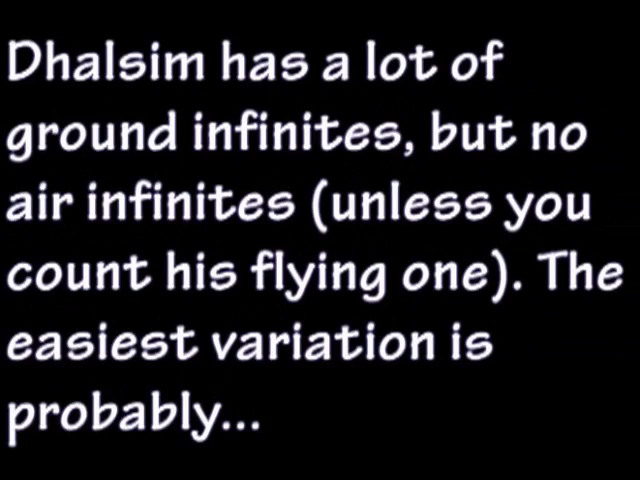 Dhalsim has a lot of
ground infinites, but no
air infinites (unless you
count his flying one). The
easiest variation is
probably...